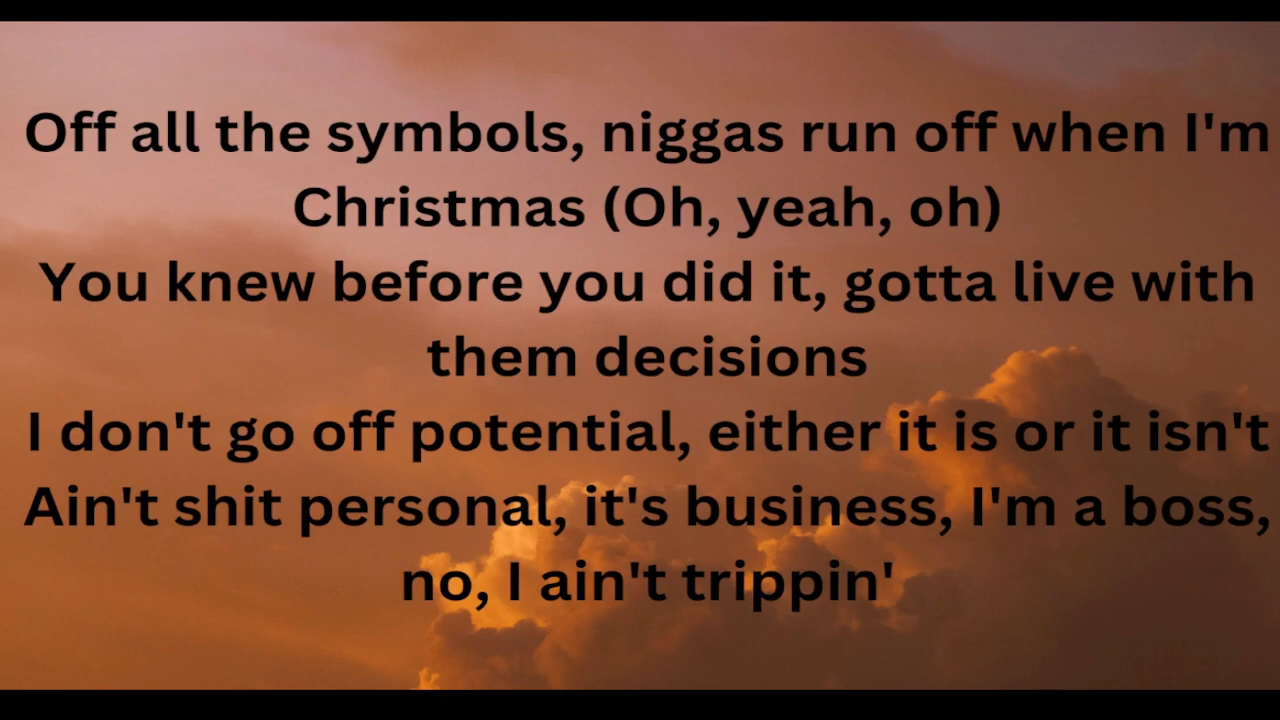 Off all the symbols, niggas run off when I'm
Christmas (Oh, yeah, oh)
You knew before you did it, gotta live with
them decisions
I don't go off potential, either it is or it isn't
Ain't shit personal, it's business, I'm a boss,
no, I ain't trippin'